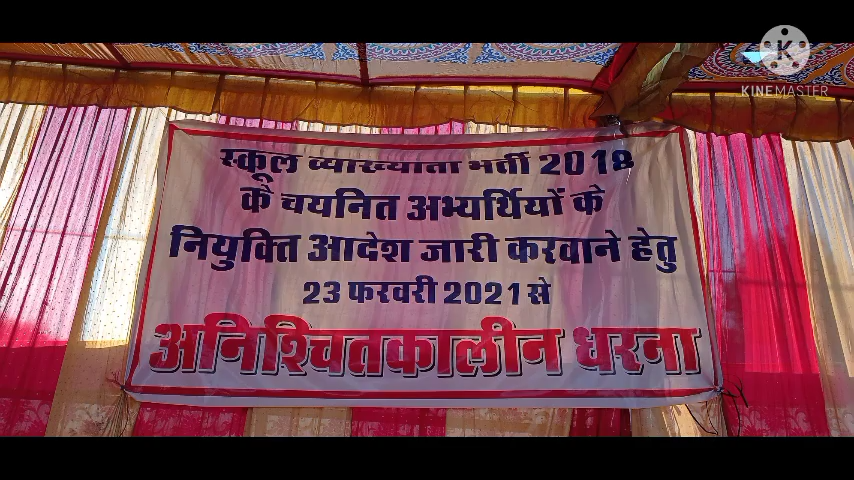 KINEMASTER
स्कूल व्याख्याता भर्ती 2018
के चयनित अभ्यर्थियों के
नियुक्ति आदेश जारी करवाने हेतु
23 फरवरी 2021 से
अनिश्चितकालीन धरना